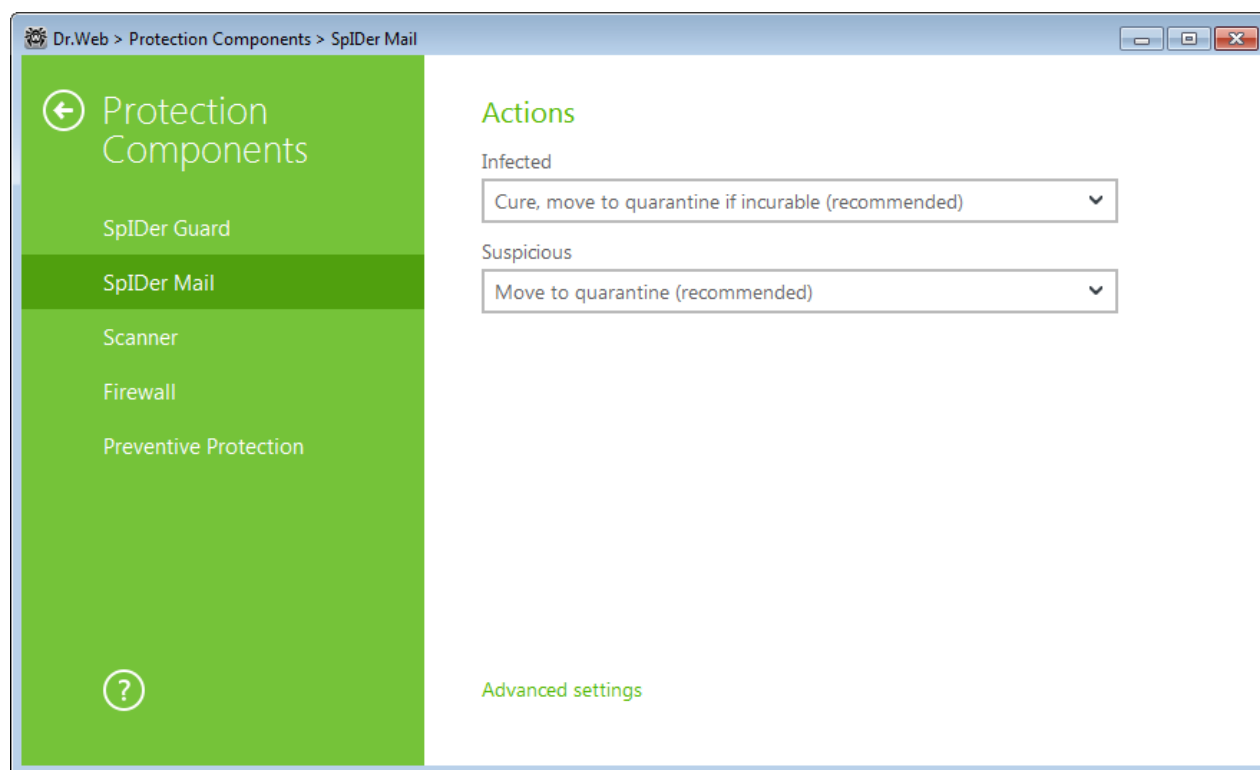 Dr.Web > Protection Components > SpIDer Mail
Protection
Components
SpIDer Guard
SpIDer Mail
Scanner
Firewall
Preventive Protection
?
Actions
Infected
Cure, move to quarantine if incurable (recommended)
Suspicious
Move to quarantine (recommended)
Advanced settings